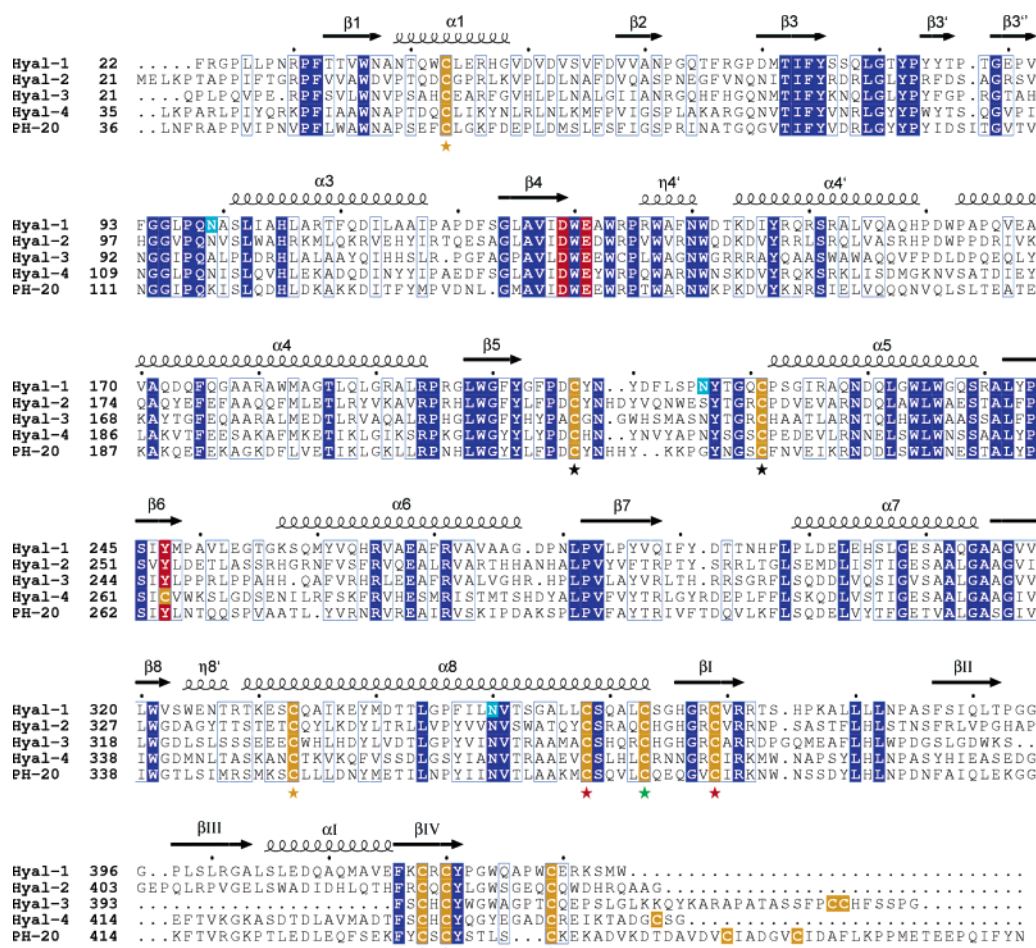 β1 α1 β2 β3 β3' β3''
Hyal-1 22 .....FRGPLLPNRPFTTVWNANTQWCLERHGVDVDVSVFDVVANPGQTFRGPDMTIFYSSQLGTYPYYTP.TGEPV
Hyal-2 21 MELKPTAPPIFTGRPFVVAWDVPTQDCGPRLKVPLDLNAFDVQASPNEGFVNQNITIFYRDRLGLYPRFDS.AGRSV
Hyal-3 21 ...QPLPQVPE.RPFSVLWNVPSAHCEARFGVHLPLNALGIIANRGQHFHGQNMTIFYKNQLGLYPYFGP.RGTAH
Hyal-4 35 ..LKPARLPIYQRKPFIAAWNAPTDQCLIKYNLRLNLKMFPVIGSPLAKARGQNVTIFYVNRLGYYPWYTS.QGVPI
PH-20 36 ..LNFRAPPVIPNVPFLWAWNAPSEFCLGKFDEPLDMSLFSFIGSPRINATGQGVTIFYVDRLGYYPYIDSITGVTV
α3 β4 η4' α4'
Hyal-1 93 FGGLPQNASLIAHLARTFQDILAAIPAPDFSGLAVIDWEAWRPRWAFNWDTKDIYRQRSRALVQAQHPDWPAPQVEA
Hyal-2 97 HGGVPQNVSLWAHRKMLQKRVEHYIRTQESAGLAVIDWEDWRPVWVRNWQDKDVYRRLSRQLVASRHPDWPPDRIVK
Hyal-3 92 NGGIPQALPLDRHLALAAYQIHHSLR.PGFAGPAVLDWEEWCPLWAGNWGRRRAYQAASWAWAQQVFPDLDPQEQLY
Hyal-4 109 NGGLPQNISLQVHLEKADQDINYYIPAEDFSGLAVIDWEYWRPQWARNWNSKDVYRQKSRKLISDMGKNVSATDIEY
PH-20 111 NGGIPQKISLQDHLDKAKKDITFYMPVDNL.GMAVIDWEEWRPTWARNWKPKDVYKNRSIELVQQQNVQLSLTEATE
α4 β5 α5
Hyal-1 170 VAQDQFQGAARAWMAGTLQLGRALRPRGLWGFYGFPDCYN..YDFLSPNYTGQCPSGIRAQNDQLGWLWGQSRALYP
Hyal-2 174 QAQYEFEFAAQQFMLETLRYVKAVRPRHLWGFYLFPDCYNHDYVQNWESYTGRCPDVEVARNDQLAWLWAESTALFP
Hyal-3 168 KAYTGFEQAARALMEDTLRVAQALRPHGLWGFYHYPACGN.GWHSMASNYTGRCHAATLARNTQLHWLWAASSALFP
Hyal-4 186 LAKVTFEESAKAFMKETIKLGIKSRPKGLWGYYLYPDCHN..YNVYAPNYSGSCPEDEVLRNNELSWLWNSSAALYP
PH-20 187 KAKQEFEKAGKDFLVETIKLGKLLRPNHLWGYYLFPDCYNHHY..KKPGYNGSCFNVEIKRNDDLSWLWNESTALYP
β6 α6 β7 α7
Hyal-1 245 SIYMPAVLEGTGKSQMYVQHRVAEAFRVAVAAG.DPNLPVLPYVQIFY.DTTNHFLPLDELEHSLGESAAQGAAGVV
Hyal-2 251 SVYLDETLASSRHGRNFVSFRVQEALRVARTHHANHALPVYVFTRPTY.SRRLTGLSEMDLISTIGESAALGAAGVI
Hyal-3 244 SIYLPPRLPPAHH.QAFVRHRLEEAFRVALVGHR.HPLPVLAYVRLTH.RRSGRFLSQDDLVQSIGVSAALGAAGVV
Hyal-4 261 SICVWKSLGDSENILRFSKFRVHESMRISTMTSHDYALPVFVYTRLGYRDEPLFFLSKQDLVSTIGESAALGAAGIV
PH-20 262 SIYLNTQQSPVAATL.YVRNRVREAIRVSKIPDAKSPLPVFAYTRIVFTDQVLKFLSQDELVYTFGETVALGASGIV
β8 η8' α8 βI βII
Hyal-1 320 LWVSWENTRTKESCQALKEYMDTTLGPFILNVTSGALLCSQALCSGHGRCVRRTS.HPKALLLLNPASFSIQLTPGG
Hyal-2 327 LWGDAGYTTSTETCQYLKDYLTRLLVPYVVNVSWATQYCSRAQCHGHGRCVRRNP.SASTFLHLSTNSFRLVPGHAP
Hyal-3 318 LWGDLSLSSSEEECWHLHDYLVDTLGPYVINVTRAAMACSHQRCHGHGRCARRDPGQMEAFLHLWPDGSLGDWKS..
Hyal-4 338 IWGDMNLTASKANCTKVKQFVSSDLGPYIANVTRAAEVCSLHLCRNNGRCIRKMW.NAPSYLHLNPASYHIEASEDG
PH-20 338 IWGTLSIMRSMKSCLLLDNYMETILNPYIINVTLAAKMCSQVLCQEQGVCIRKNW.NSSDYLHLNPDNFAIQLEKGG
βIII αI βIV
Hyal-1 396 G..PLSLRGALSLEDQAQMAVEFKCRCYPGWQAPWCERKSMW...........................
Hyal-2 403 GEPQLRPVGELSWADIDHLQTHFRCQCYLGWSGEQCQWDHRQAAG........................
Hyal-3 393 ......................FSCHCYWGWAGPTCQEPSLGLKKQYKARAPATASSFPCCHFSSPG.........
Hyal-4 414 ...EFTVKGKASDTDLAVMADTFSCHCYQGYEGADCREIKTADGCSG......................
PH-20 414 ...KFTVRGKPTLEDLEQFSEKFYCSCYSTLS...CKEKADVKDTDAVDVCIADGVCIDAFLKPPMETEEPQIFYN